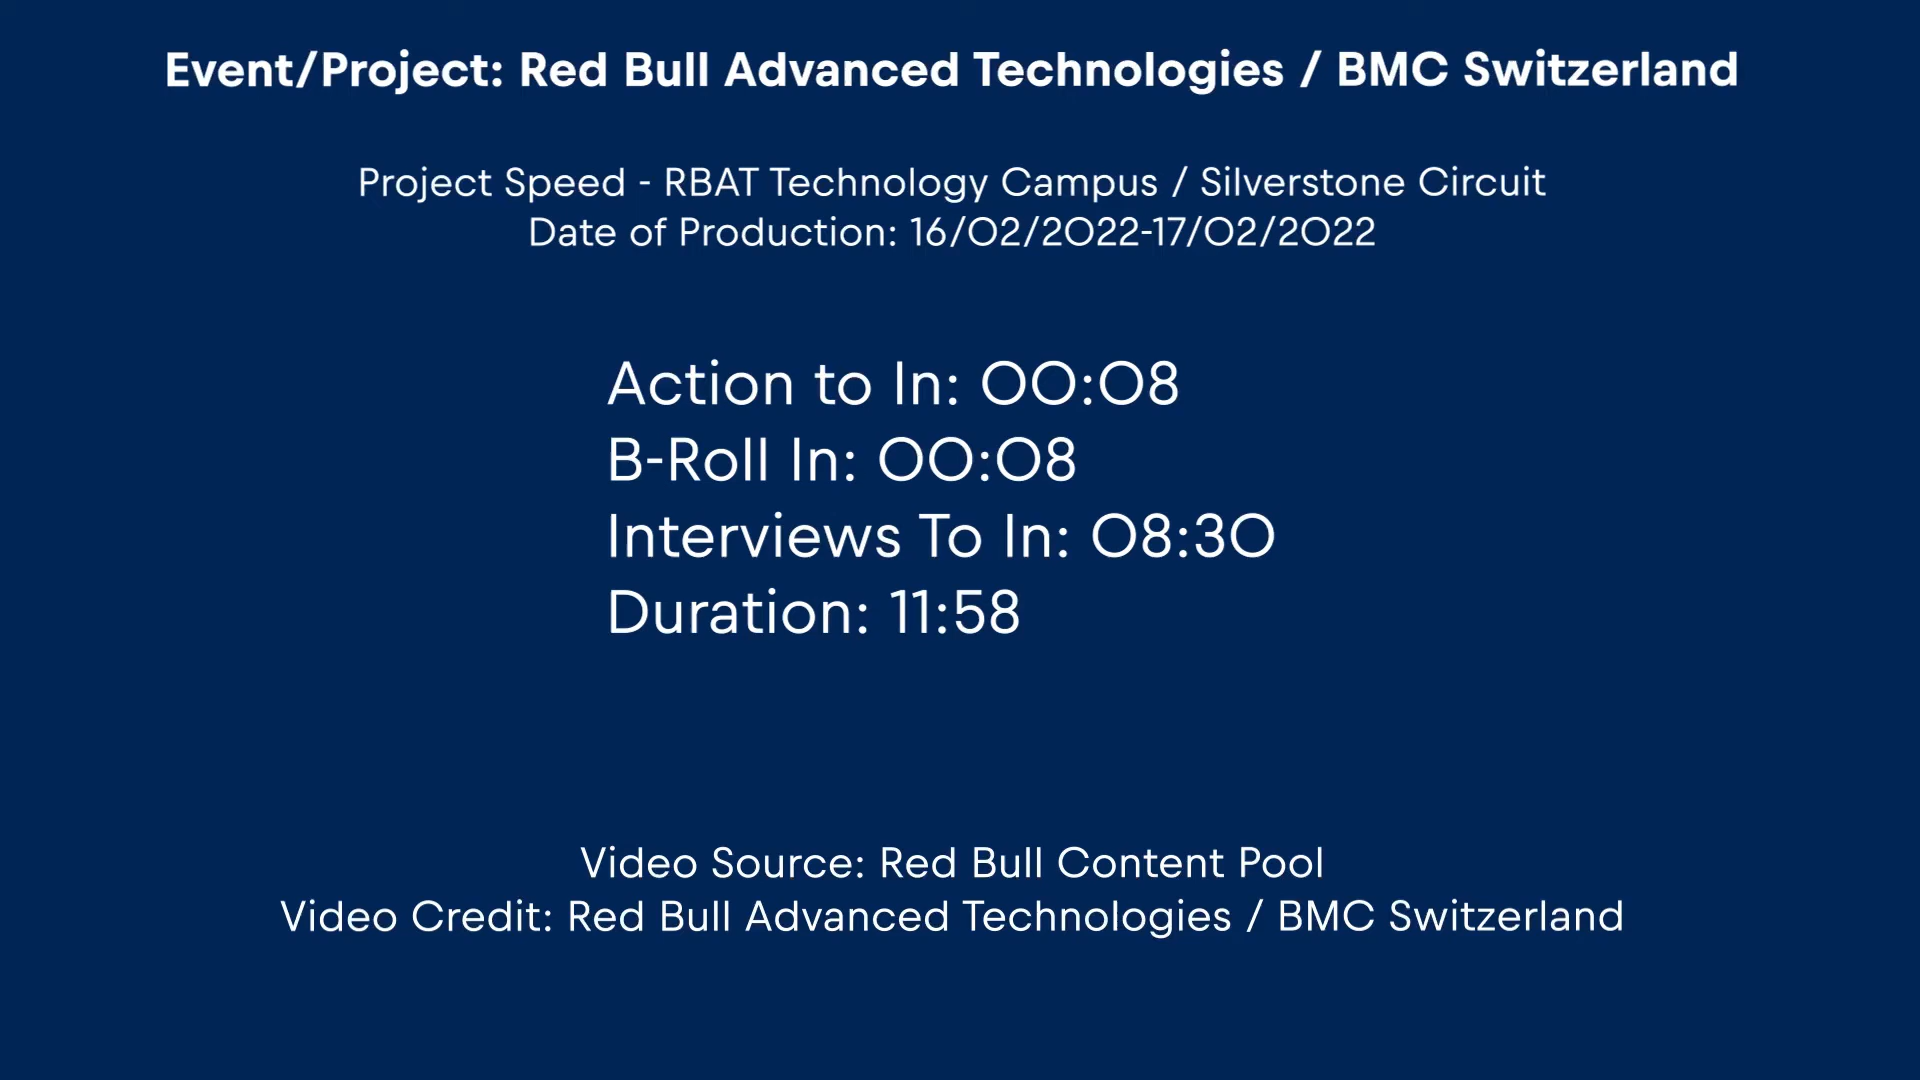 Event/Project: Red Bull Advanced Technologies / BMC Switzerland
Project Speed - RBAT Technology Campus / Silverstone Circuit
Date of Production: 16/02/2022-17/02/2022
Action to In: 00:08
B-Roll In: 00:08
Interviews To In: 08:30
Duration: 11:58
Video Source: Red Bull Content Pool
Video Credit: Red Bull Advanced Technologies / BMC Switzerland